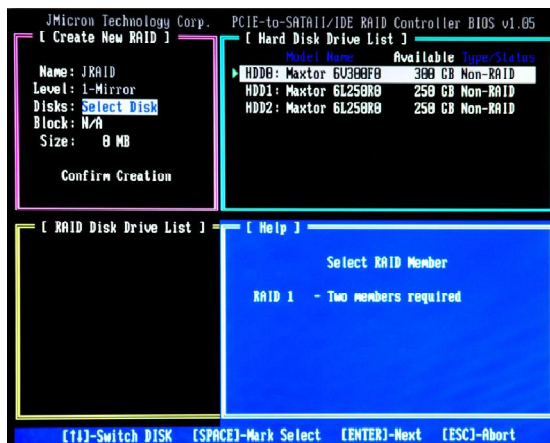 JMicron Technology Corp. PCIE-to-SATAII/IDE RAID Controller BIOS v1.05
[ Create New RAID ]
Name: JRAID
Level: 1-Mirror
Disks: Select Disk
Block: N/A
Size: 0 MB
Confirm Creation
[ Hard Disk Drive List ]
Model Name Available Type/Status
HDD0: Maxtor 6V300F0 300 GB Non-RAID
HDD1: Maxtor 6L250R0 250 GB Non-RAID
HDD2: Maxtor 6L250R0 250 GB Non-RAID
[ RAID Disk Drive List ]
[ Help ]
Select RAID Member
RAID 1 - Two members required
[↑↓]-Switch DISK [SPACE]-Mark Select [ENTER]-Next [ESC]-Abort